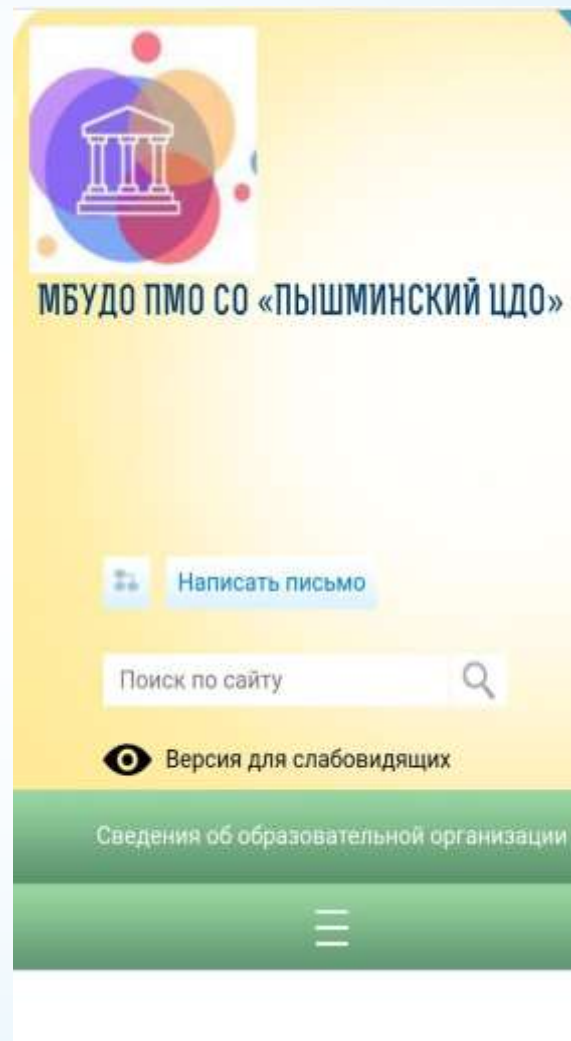 МБУДО ПМО СО «ПЫШМИНСКИЙ ЦДО»
Написать письмо
Поиск по сайту
Версия для слабовидящих
Сведения об образовательной организации